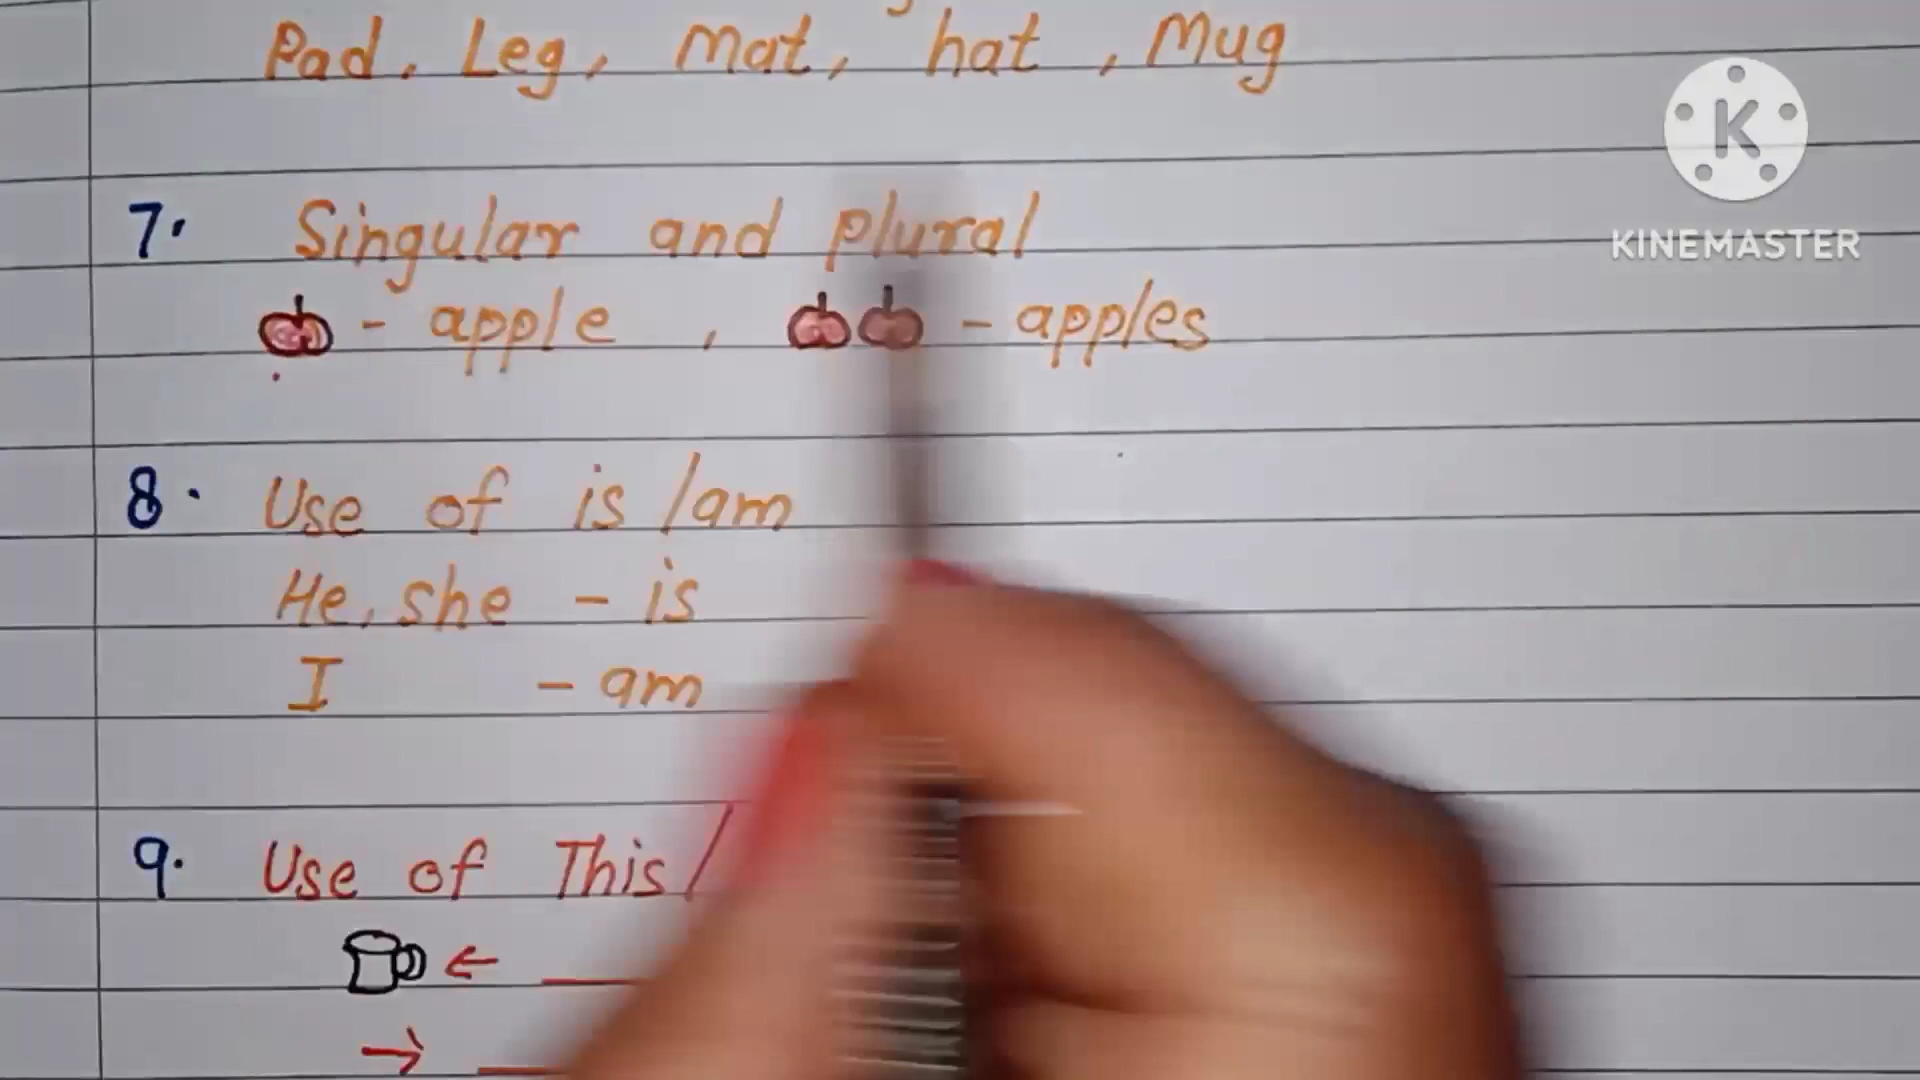 Pad, Leg, Mat, hat, Mug
7. Singular and plural
- apple, - apples
8. Use of is/am
He, she - is
I - am
9. Use of This/
K
KINEMASTER